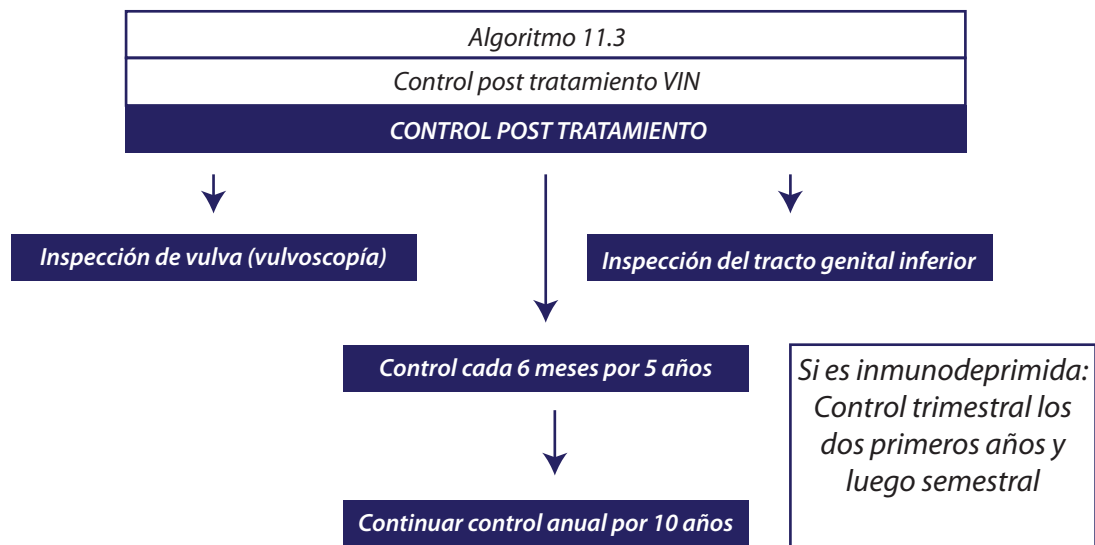 Algoritmo 11.3
Control post tratamiento VIN
CONTROL POST TRATAMIENTO
Inspección de vulva (vulvoscopía)
Inspección del tracto genital inferior
Control cada 6 meses por 5 años
Si es inmunodeprimida:
Control trimestral los
dos primeros años y
luego semestral
Continuar control anual por 10 años